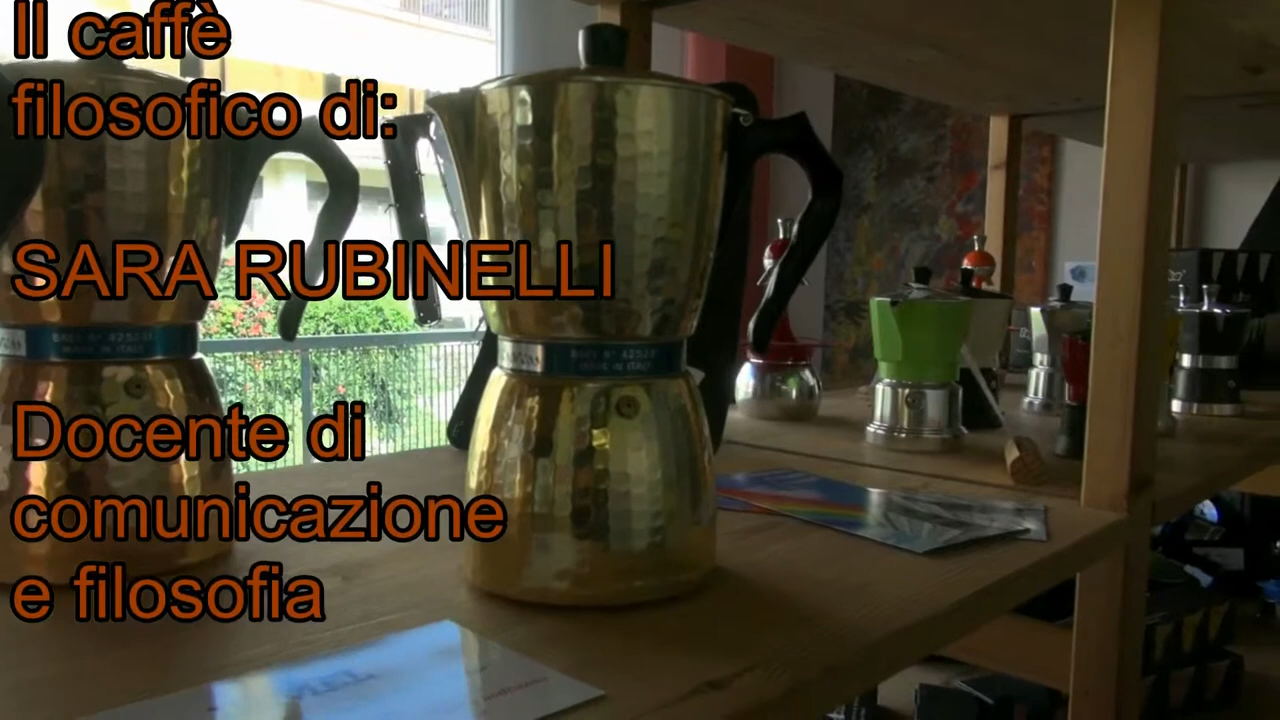 Il caffè
filosofico di:
SARA RUBINELLI
Docente di
comunicazione
e filosofia